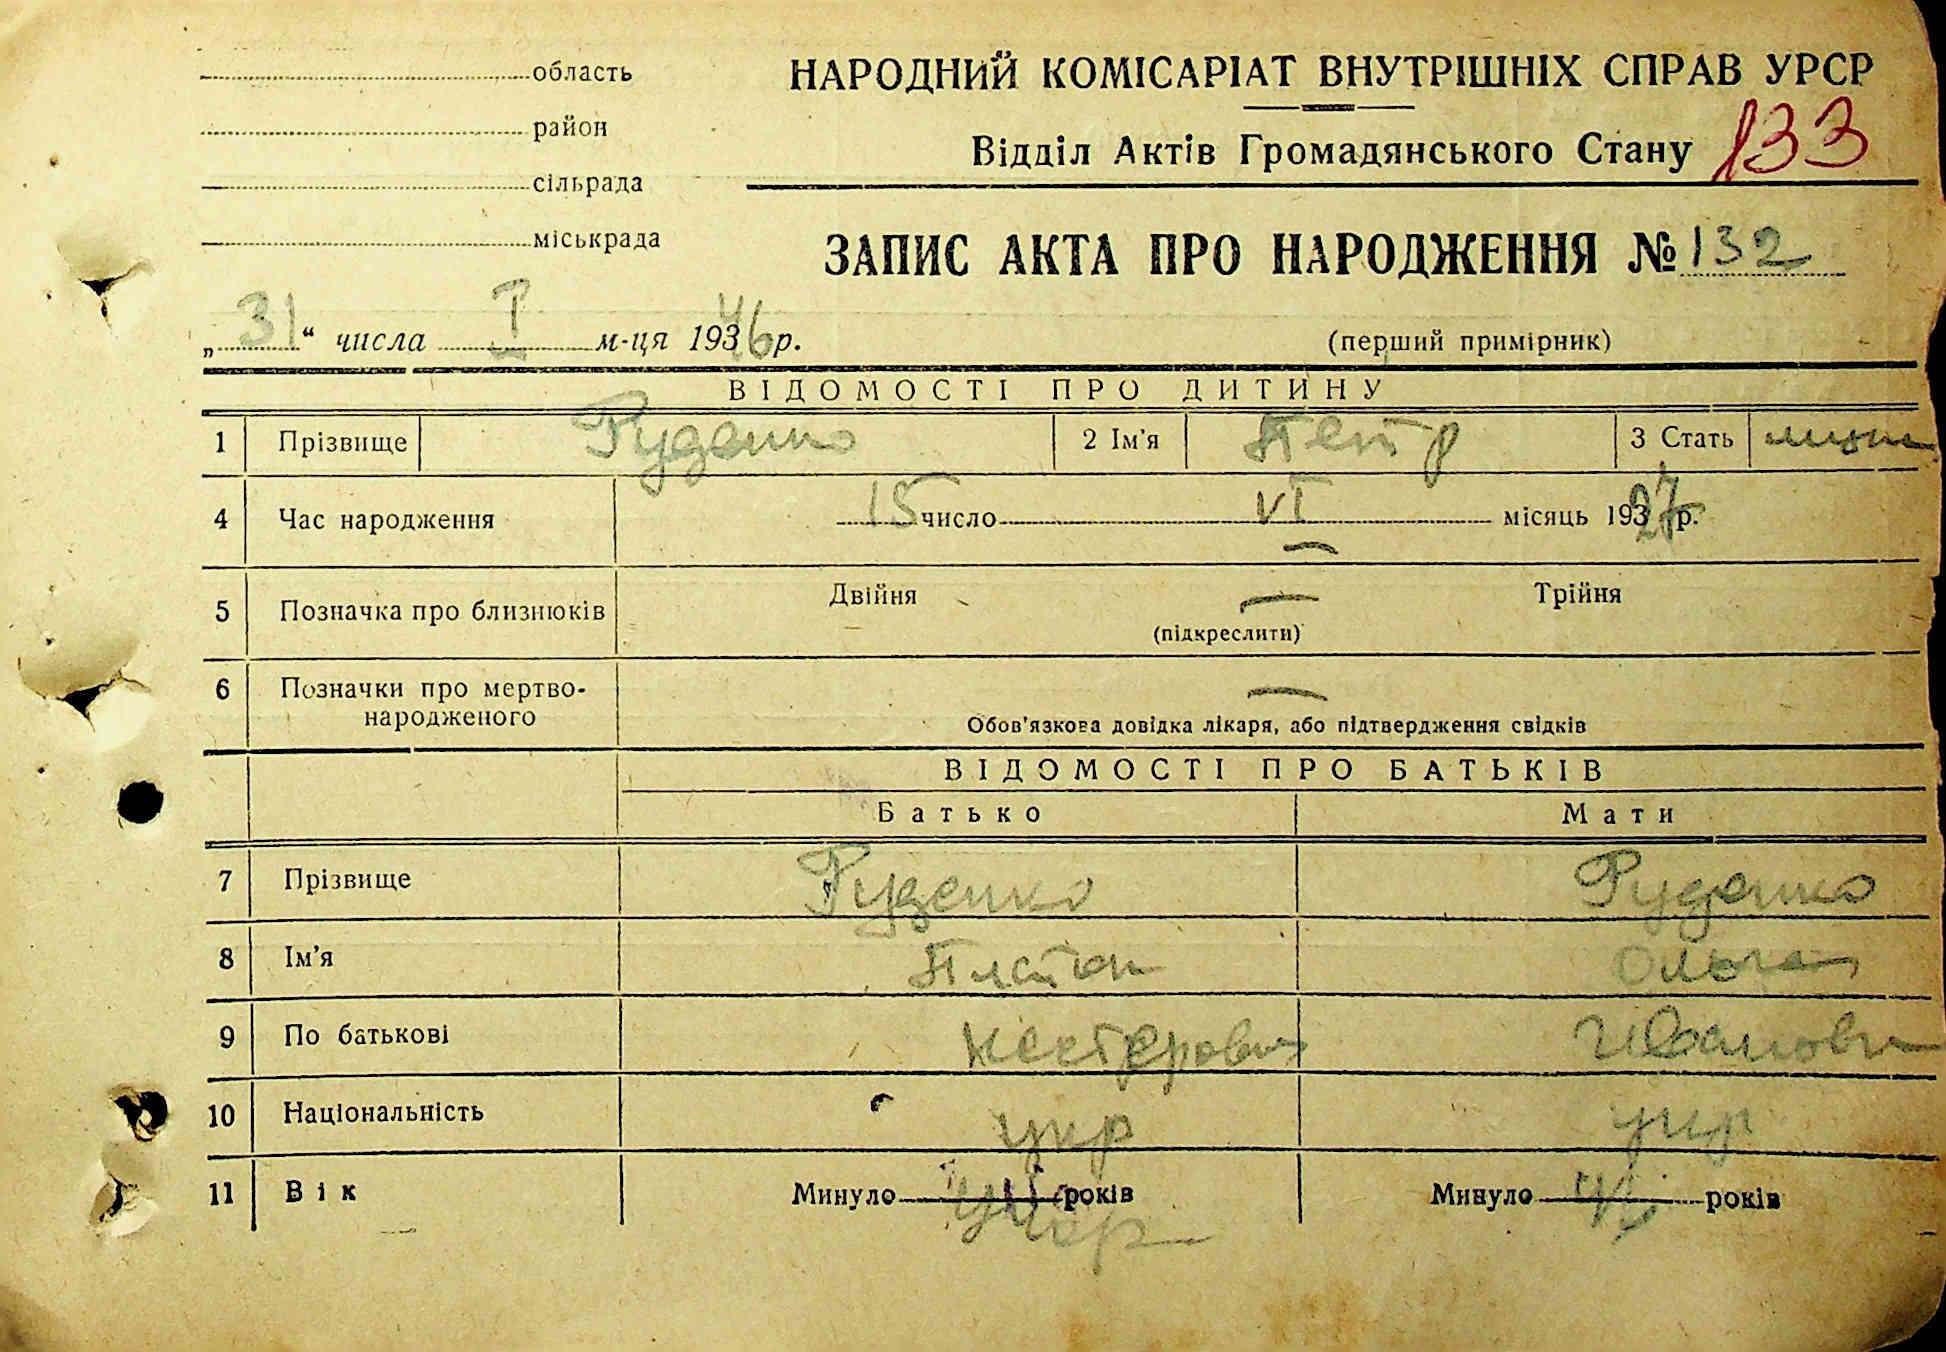 область
НАРОДНИЙ КОМІСАРІАТ ВНУТРІШНІХ СПРАВ УРСР
район
Відділ Актів Громадянського Стану 133
сільрада
міськрада
ЗАПИС АКТА ПРО НАРОДЖЕННЯ № 132
„31“ числа I м-ця 1946 р.
(перший примірник)
ВІДОМОСТІ ПРО ДИТИНУ
1 Прізвище Руденко 2 Ім'я Петр 3 Стать
4 Час народження 15 число VI місяць 1927 р.
5 Позначка про близнюків Двійня — Трійня
(підкреслити)
6 Позначки про мертво-
народженого —
Обов'язкова довідка лікаря, або підтвердження свідків
ВІДОМОСТІ ПРО БАТЬКІВ
Батько Мати
7 Прізвище Руденко Руденко
8 Ім'я Платон Ольга
9 По батькові Нестерович
10 Національність укр укр
11 Вік Минуло років Минуло років